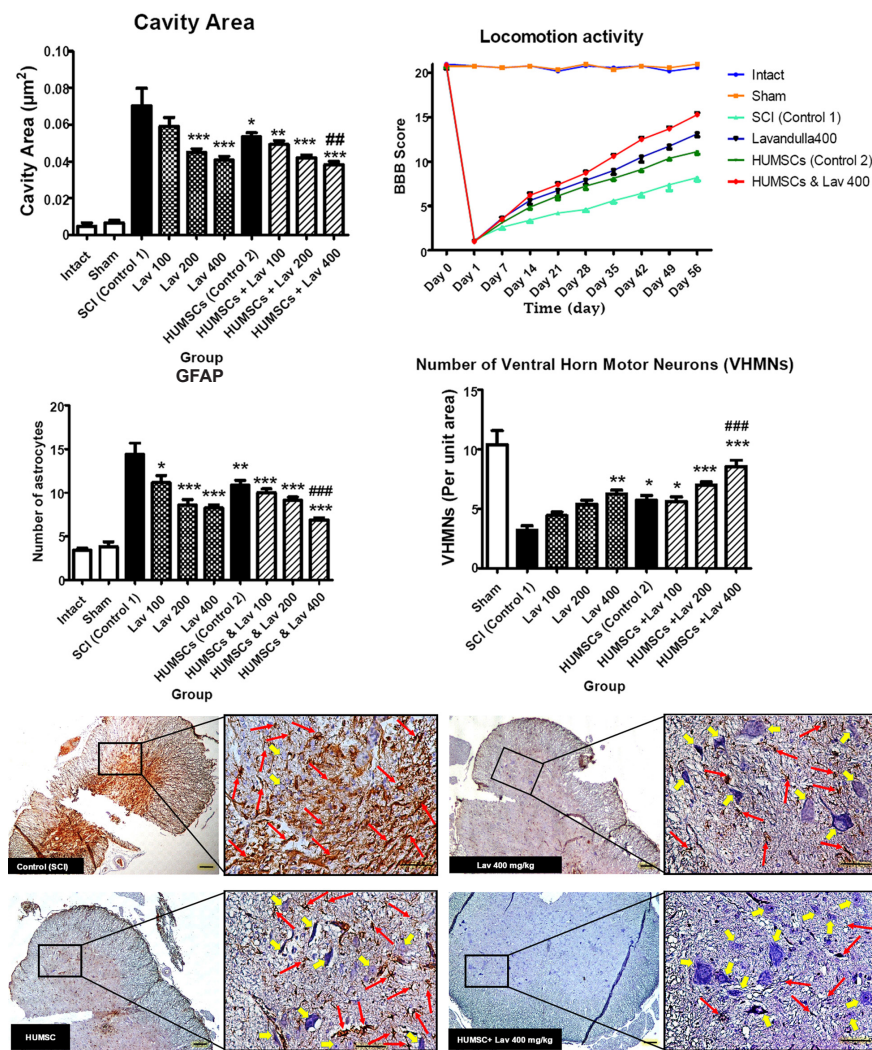 Cavity Area
Cavity Area (µm²)
0.10
0.08
0.06
0.04
0.02
0
***
***
*
**
***
##
***
Intact
Sham
SCI (Control 1)
Lav 100
Lav 200
Lav 400
HUMSCs (Control 2)
HUMSCs + Lav 100
HUMSCs + Lav 200
HUMSCs + Lav 400
Group
Locomotion activity
BBB Score
20
15
10
5
0
Day 0
Day 1
Day 7
Day 14
Day 21
Day 28
Day 35
Day 42
Day 49
Day 56
Time (day)
Intact
Sham
SCI (Control 1)
Lavandulla400
HUMSCs (Control 2)
HUMSCs & Lav 400
GFAP
Number of astrocytes
20
15
10
5
0
*
***
***
**
***
***
###
***
Intact
Sham
SCI (Control 1)
Lav 100
Lav 200
Lav 400
HUMSCs (Control 2)
HUMSCs & Lav 100
HUMSCs & Lav 200
HUMSCs & Lav 400
Group
Number of Ventral Horn Motor Neurons (VHMNs)
VHMNs (Per unit area)
15
10
5
0
**
*
*
***
###
***
Sham
SCI (Control 1)
Lav 100
Lav 200
Lav 400
HUMSCs (Control 2)
HUMSCs +Lav 100
HUMSCs +Lav 200
HUMSCs +Lav 400
Group
Control (SCI)
Lav 400 mg/kg
HUMSC
HUMSC+ Lav 400 mg/kg